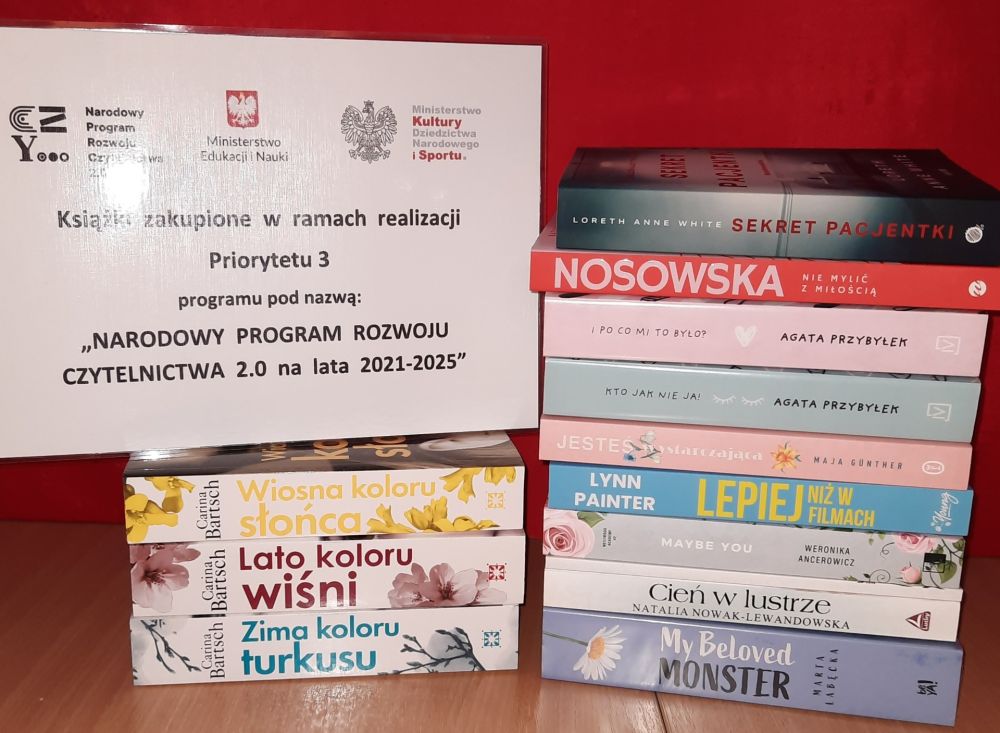 Narodowy
Program
Rozwoju
Czytelnictwa
2.0
Ministerstwo
Edukacji i Nauki
Ministerstwo
Kultury
Dziedzictwa
Narodowego
i Sportu
Książki zakupione w ramach realizacji
Priorytetu 3
programu pod nazwą:
„NARODOWY PROGRAM ROZWOJU
CZYTELNICTWA 2.0 na lata 2021-2025”
SEKRET
PACJENTKI
LORETH ANNE WHITE SEKRET PACJENTKI
NOSOWSKA NIE MYLIĆ
Z MIŁOŚCIĄ
I PO CO MI TO BYŁO? AGATA PRZYBYŁEK
KTO JAK NIE JA! AGATA PRZYBYŁEK
JESTEŚ wystarczająca MAJA GÜNTHER
LYNN
PAINTER
LEPIEJ NIŻ W
FILMACH
Young
MAYBE YOU WERONIKA
ANCEROWICZ
Cień w lustrze
NATALIA NOWAK-LEWANDOWSKA
My Beloved
MONSTER
MARTA
ŁABĘCKA
Carina
Bartsch
Wiosna koloru
słońca
Carina
Bartsch
Lato koloru
wiśni
Carina
Bartsch
Zima koloru
turkusu